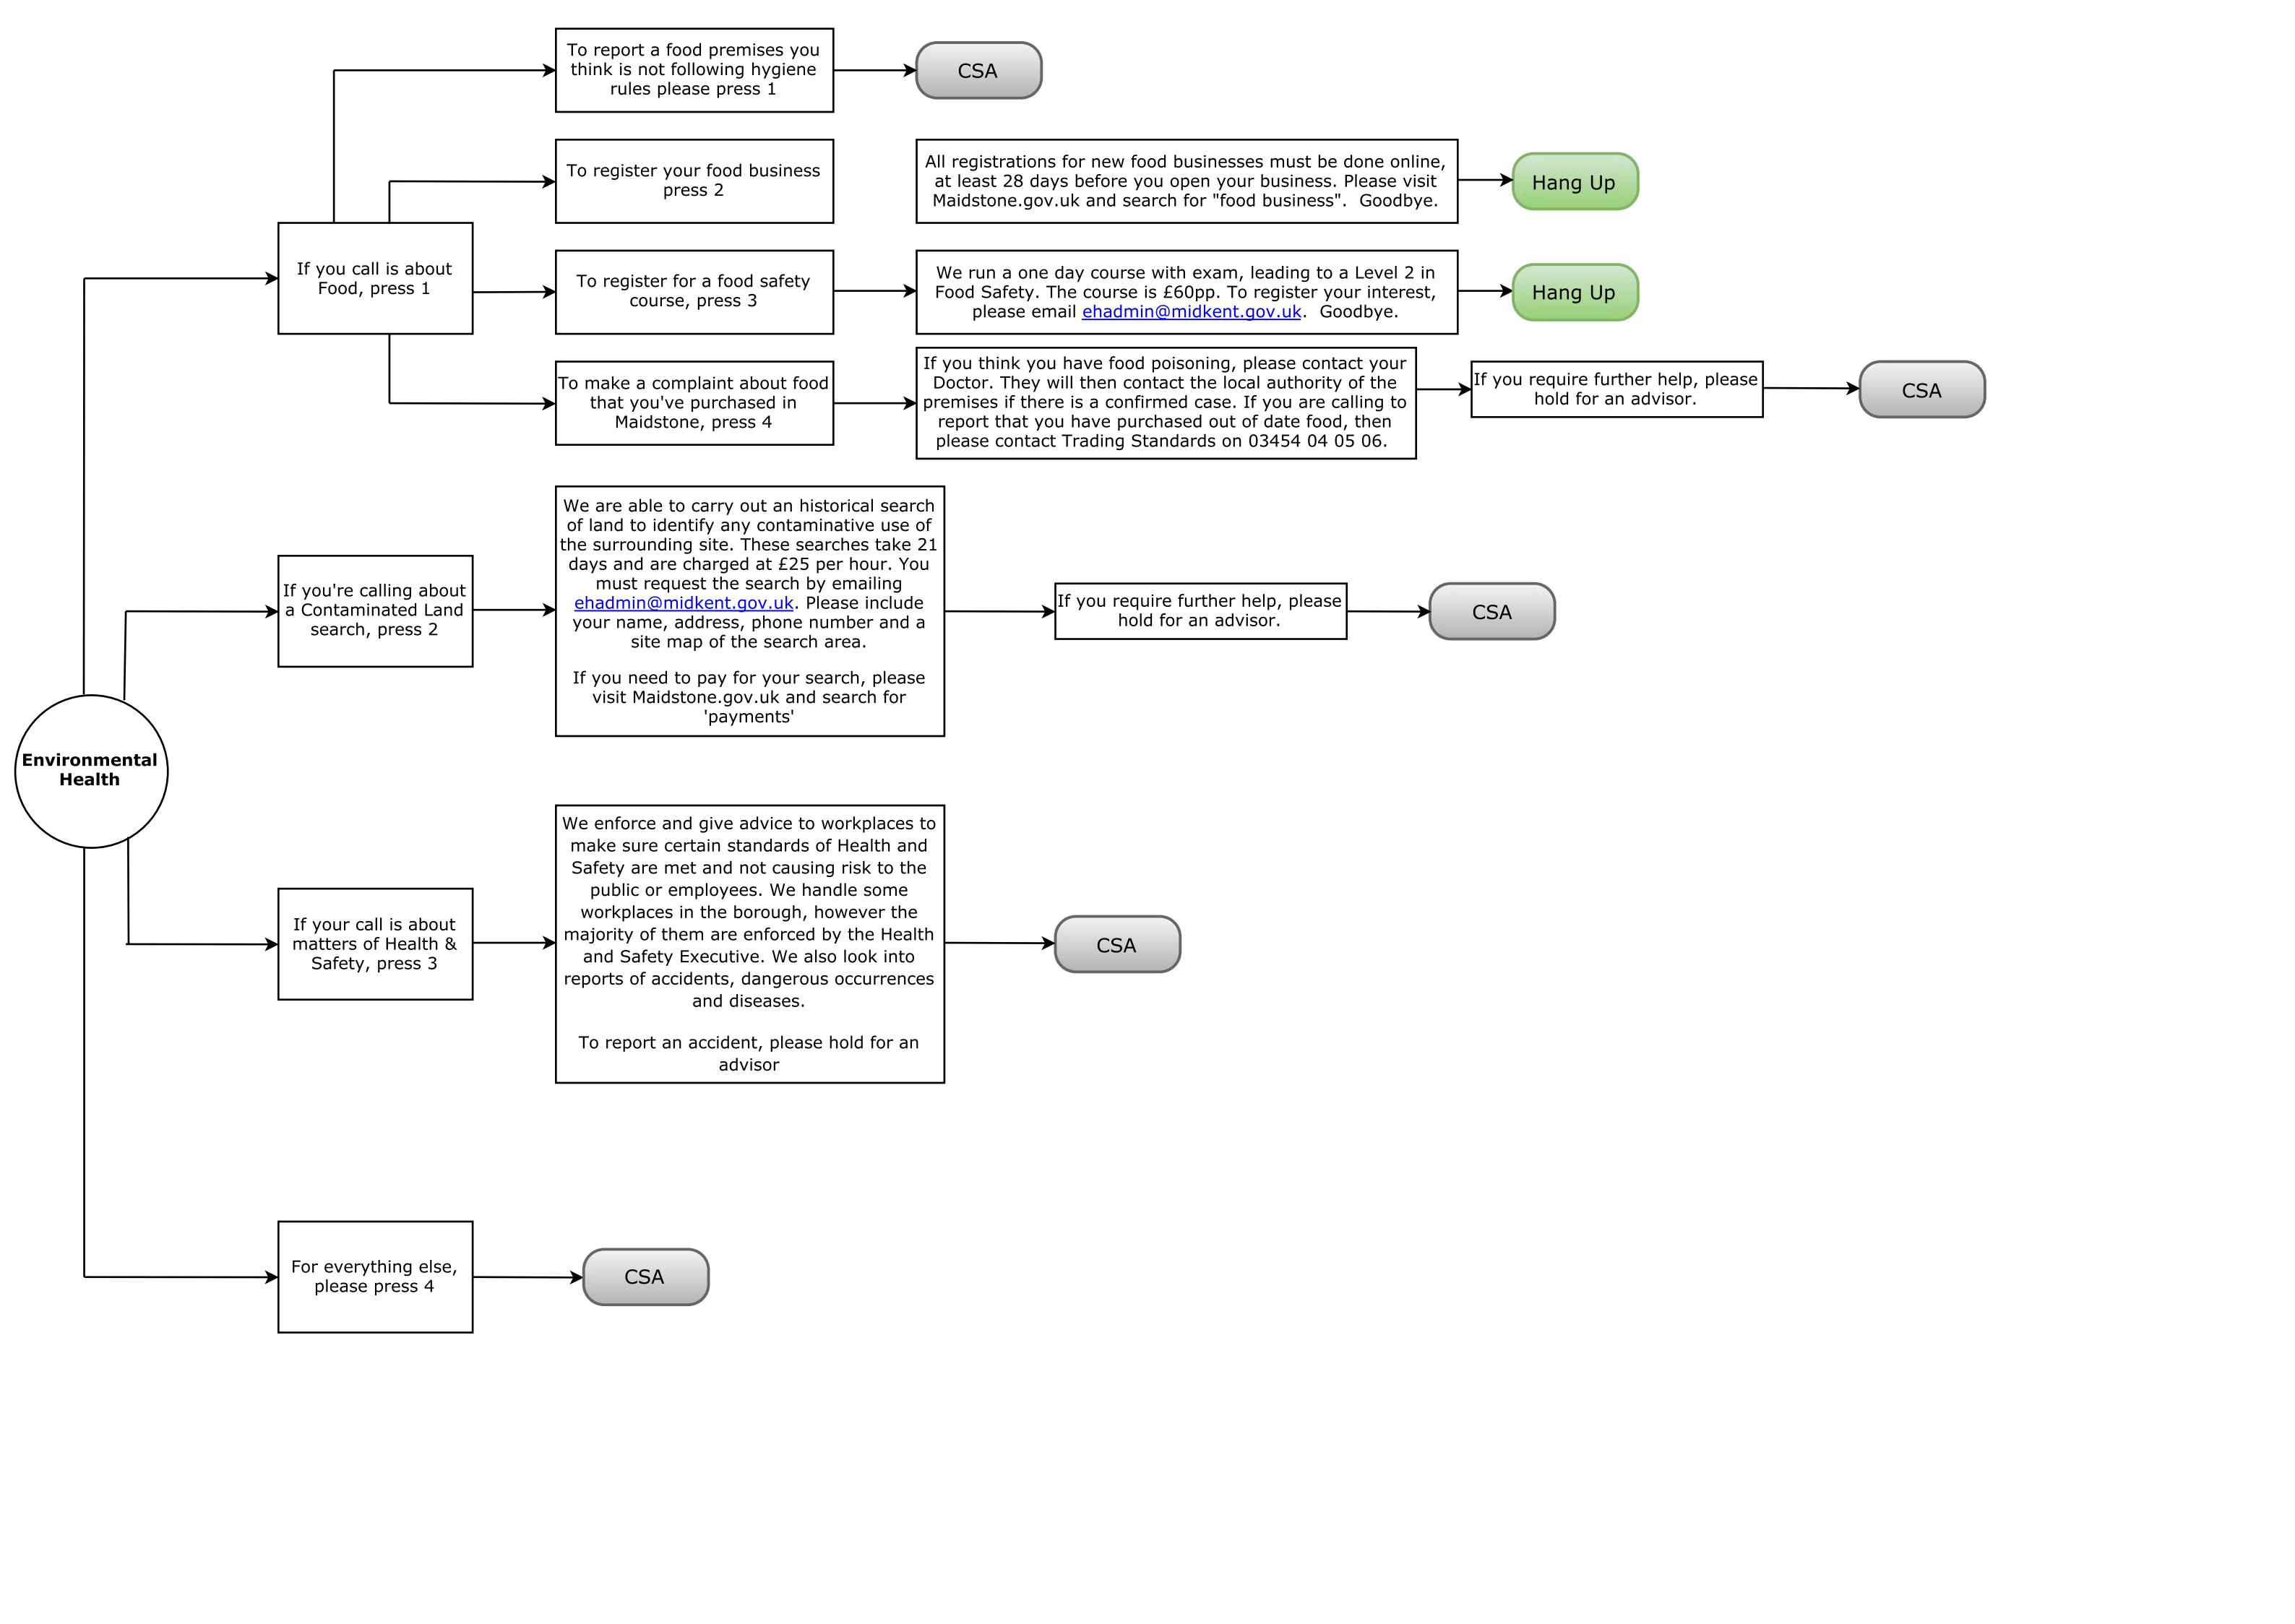 To report a food premises you
think is not following hygiene
rules please press 1
CSA
To register your food business
press 2
All registrations for new food businesses must be done online,
at least 28 days before you open your business. Please visit
Maidstone.gov.uk and search for "food business".  Goodbye.
Hang Up
If you call is about
Food, press 1
To register for a food safety
course, press 3
We run a one day course with exam, leading to a Level 2 in
Food Safety. The course is £60pp. To register your interest,
please email ehadmin@midkent.gov.uk.  Goodbye.
Hang Up
To make a complaint about food
that you've purchased in
Maidstone, press 4
If you think you have food poisoning, please contact your
Doctor. They will then contact the local authority of the
premises if there is a confirmed case. If you are calling to
report that you have purchased out of date food, then
please contact Trading Standards on 03454 04 05 06.
If you require further help, please
hold for an advisor.
CSA
If you're calling about
a Contaminated Land
search, press 2
We are able to carry out an historical search
of land to identify any contaminative use of
the surrounding site. These searches take 21
days and are charged at £25 per hour. You
must request the search by emailing
ehadmin@midkent.gov.uk. Please include
your name, address, phone number and a
site map of the search area.
If you need to pay for your search, please
visit Maidstone.gov.uk and search for
'payments'
If you require further help, please
hold for an advisor.
CSA
Environmental
Health
If your call is about
matters of Health &
Safety, press 3
We enforce and give advice to workplaces to
make sure certain standards of Health and
Safety are met and not causing risk to the
public or employees. We handle some
workplaces in the borough, however the
majority of them are enforced by the Health
and Safety Executive. We also look into
reports of accidents, dangerous occurrences
and diseases.
To report an accident, please hold for an
advisor
CSA
For everything else,
please press 4
CSA